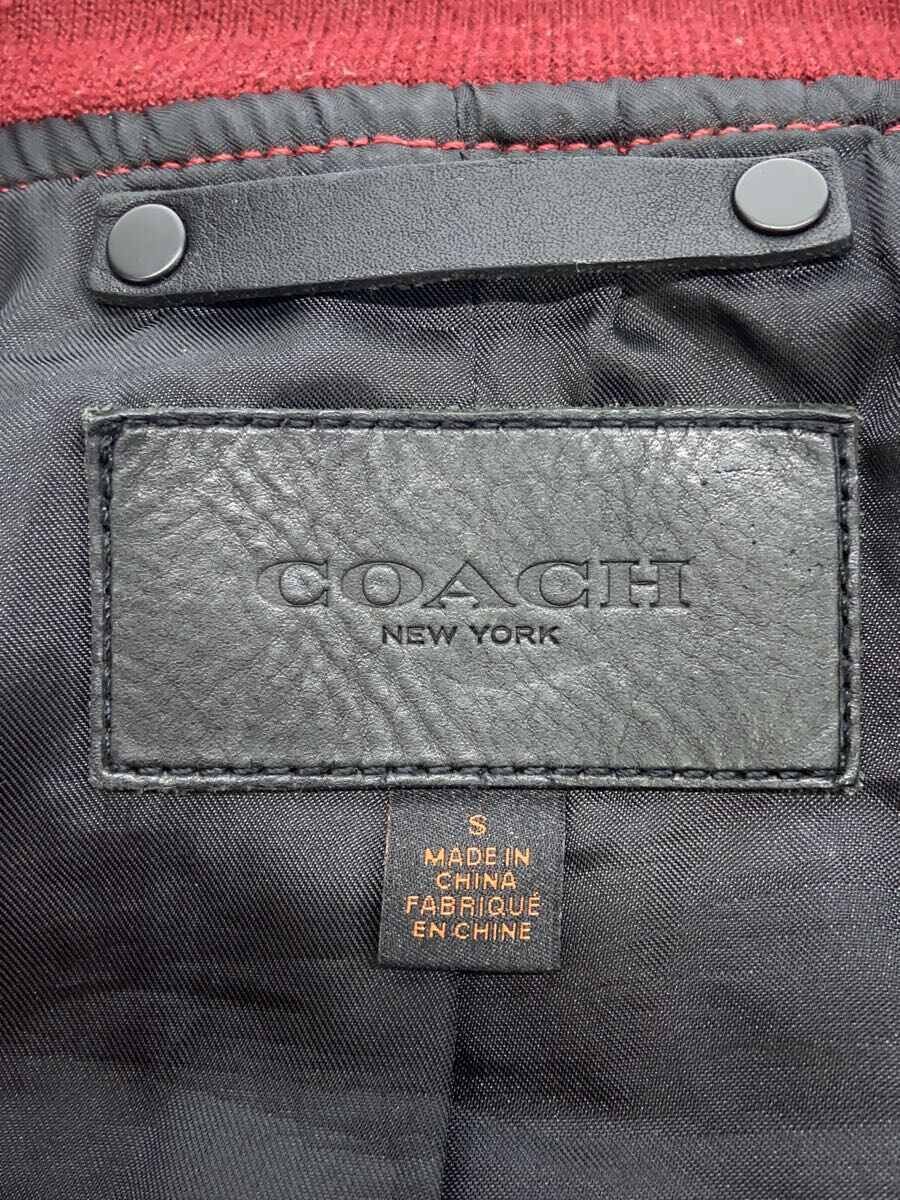 COACH
NEW YORK
S
MADE IN
CHINA
FABRIQUÉ
EN CHINE